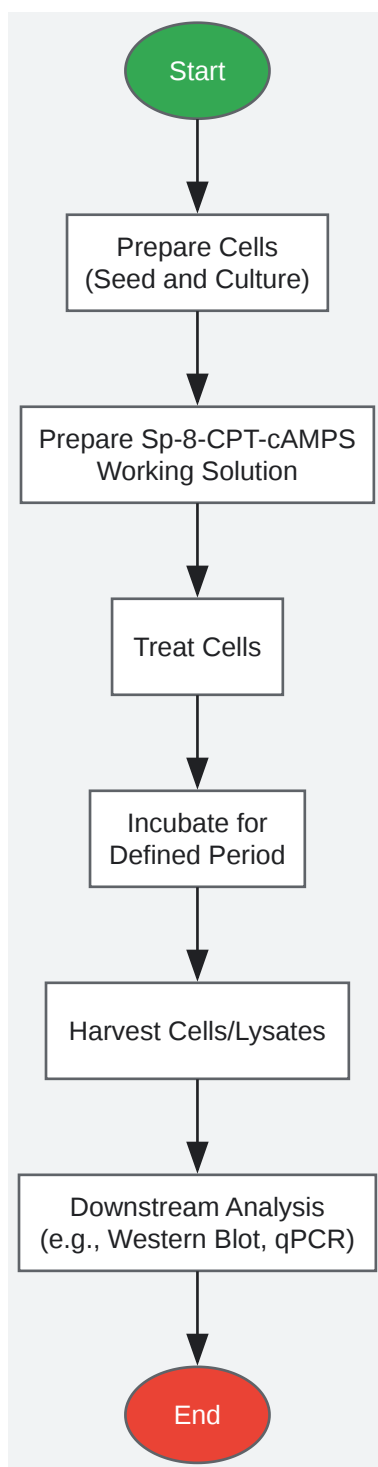 Start
Prepare Cells
(Seed and Culture)
Prepare Sp-8-CPT-cAMPS
Working Solution
Treat Cells
Incubate for
Defined Period
Harvest Cells/Lysates
Downstream Analysis
(e.g., Western Blot, qPCR)
End